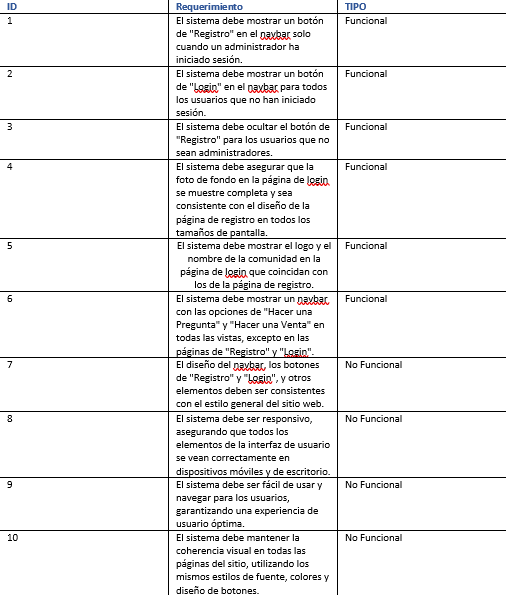 ID Requerimiento TIPO
1 El sistema debe mostrar un botón Funcional
de "Registro" en el navbar solo
cuando un administrador ha
iniciado sesión.
2 El sistema debe mostrar un botón Funcional
de "Login" en el navbar para todos
los usuarios que no han iniciado
sesión.
3 El sistema debe ocultar el botón de Funcional
"Registro" para los usuarios que no
sean administradores.
4 El sistema debe asegurar que la Funcional
foto de fondo en la página de login
se muestre completa y sea
consistente con el diseño de la
página de registro en todos los
tamaños de pantalla.
5 El sistema debe mostrar el logo y el Funcional
nombre de la comunidad en la
página de login que coincidan con
los de la página de registro.
6 El sistema debe mostrar un navbar Funcional
con las opciones de "Hacer una
Pregunta" y "Hacer una Venta" en
todas las vistas, excepto en las
páginas de "Registro" y "Login".
7 El diseño del navbar, los botones No Funcional
de "Registro" y "Login", y otros
elementos deben ser consistentes
con el estilo general del sitio web.
8 El sistema debe ser responsivo, No Funcional
asegurando que todos los
elementos de la interfaz de usuario
se vean correctamente en
dispositivos móviles y de escritorio.
9 El sistema debe ser fácil de usar y No Funcional
navegar para los usuarios,
garantizando una experiencia de
usuario óptima.
10 El sistema debe mantener la No Funcional
coherencia visual en todas las
páginas del sitio, utilizando los
mismos estilos de fuente, colores y
diseño de botones.